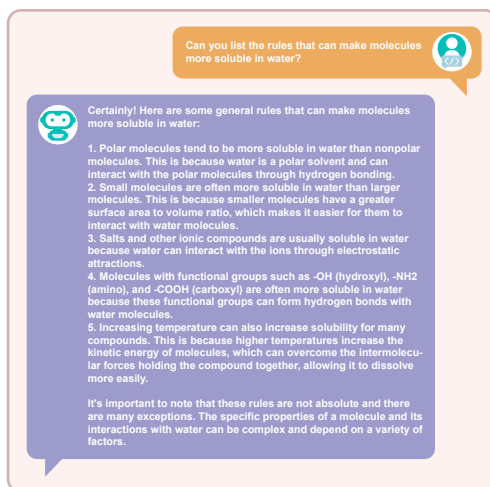 Can you list the rules that can make molecules
more soluble in water?
</>
Certainly! Here are some general rules that can make molecules
more soluble in water:
1. Polar molecules tend to be more soluble in water than nonpolar
molecules. This is because water is a polar solvent and can
interact with the polar molecules through hydrogen bonding.
2. Small molecules are often more soluble in water than larger
molecules. This is because smaller molecules have a greater
surface area to volume ratio, which makes it easier for them to
interact with water molecules.
3. Salts and other ionic compounds are usually soluble in water
because water can interact with the ions through electrostatic
attractions.
4. Molecules with functional groups such as -OH (hydroxyl), -NH2
(amino), and -COOH (carboxyl) are often more soluble in water
because these functional groups can form hydrogen bonds with
water molecules.
5. Increasing temperature can also increase solubility for many
compounds. This is because higher temperatures increase the
kinetic energy of molecules, which can overcome the intermolecu-
lar forces holding the compound together, allowing it to dissolve
more easily.
It's important to note that these rules are not absolute and there
are many exceptions. The specific properties of a molecule and its
interactions with water can be complex and depend on a variety of
factors.